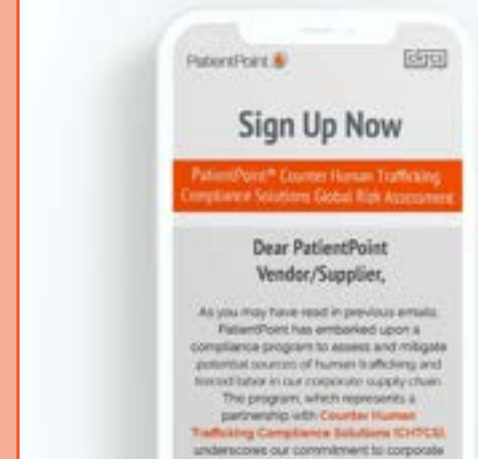 PatientPoint
Sign Up Now
PatientPoint® Counter Human Trafficking
Compliance Solutions Global Risk Assessment
Dear PatientPoint
Vendor/Supplier,
As you may have read in previous emails,
PatientPoint has embarked upon a
compliance program to assess and mitigate
potential sources of human trafficking and
forced labor in our corporate supply chain.
The program, which represents a
partnership with Counter Human
Trafficking Compliance Solutions (CHTCS),
underscores our commitment to corporate